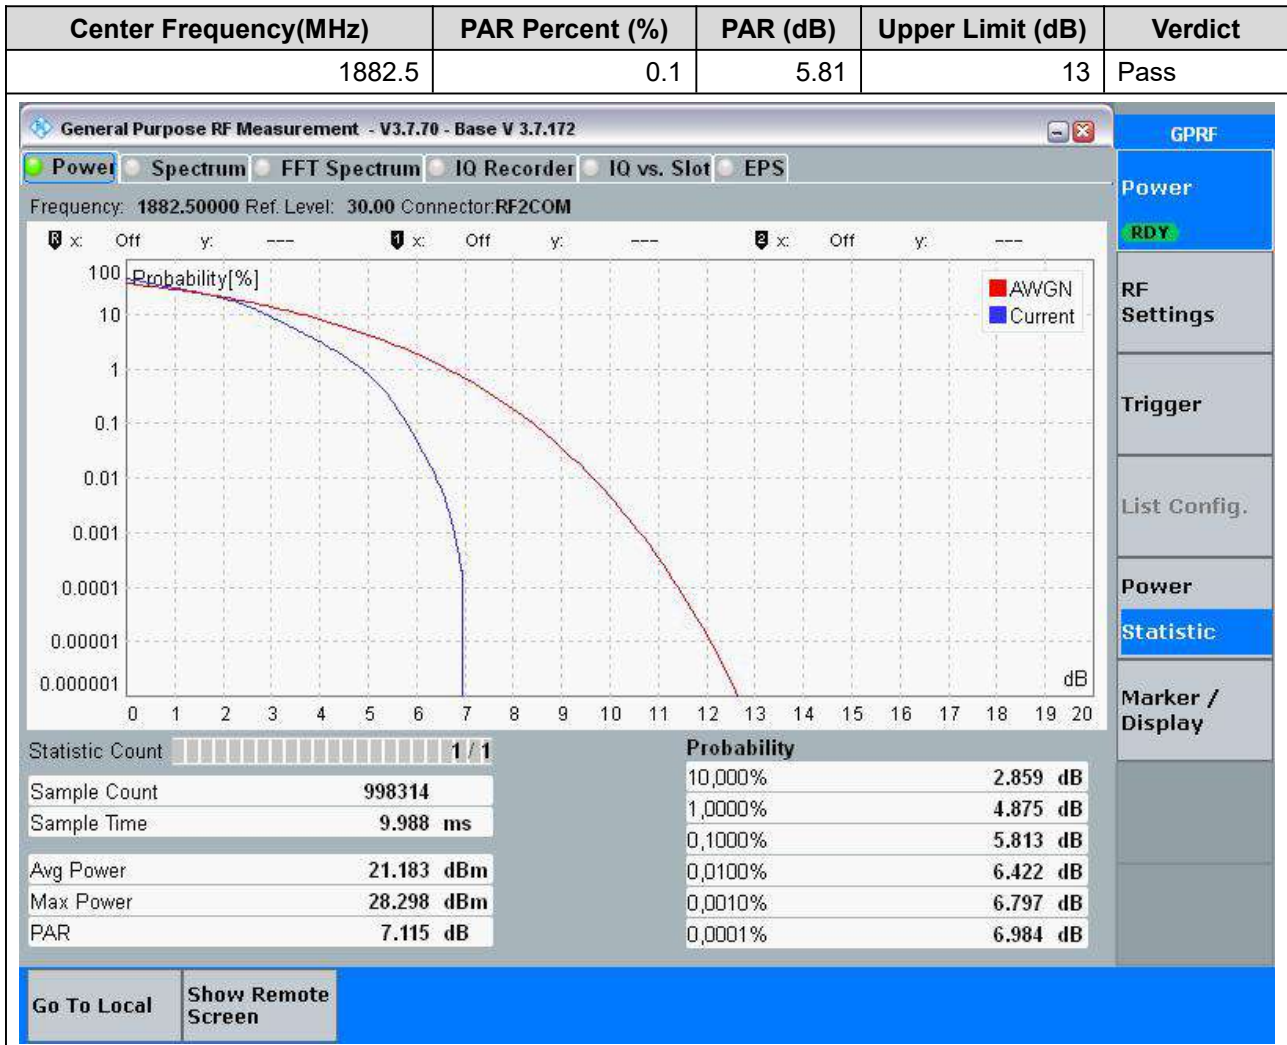 Center Frequency(MHz) PAR Percent (%) PAR (dB) Upper Limit (dB) Verdict
1882.5 0.1 5.81 13 Pass
General Purpose RF Measurement - V3.7.70 - Base V 3.7.172
GPRF
Power Spectrum FFT Spectrum IQ Recorder IQ vs. Slot EPS
Frequency: 1882.50000 Ref. Level: 30.00 Connector:RF2COM
R x: Off y: --- 1 x: Off y: --- 2 x: Off y: ---
Probability[%]
AWGN
Current
100
10
1
0.1
0.01
0.001
0.0001
0.00001
0.000001
dB
0 1 2 3 4 5 6 7 8 9 10 11 12 13 14 15 16 17 18 19 20
Statistic Count 1 / 1
Sample Count 998314
Sample Time 9.988 ms
Avg Power 21.183 dBm
Max Power 28.298 dBm
PAR 7.115 dB
Probability
10,000% 2.859 dB
1,0000% 4.875 dB
0,1000% 5.813 dB
0,0100% 6.422 dB
0,0010% 6.797 dB
0,0001% 6.984 dB
Power
RDY
RF
Settings
Trigger
List Config.
Power
Statistic
Marker /
Display
Go To Local
Show Remote
Screen